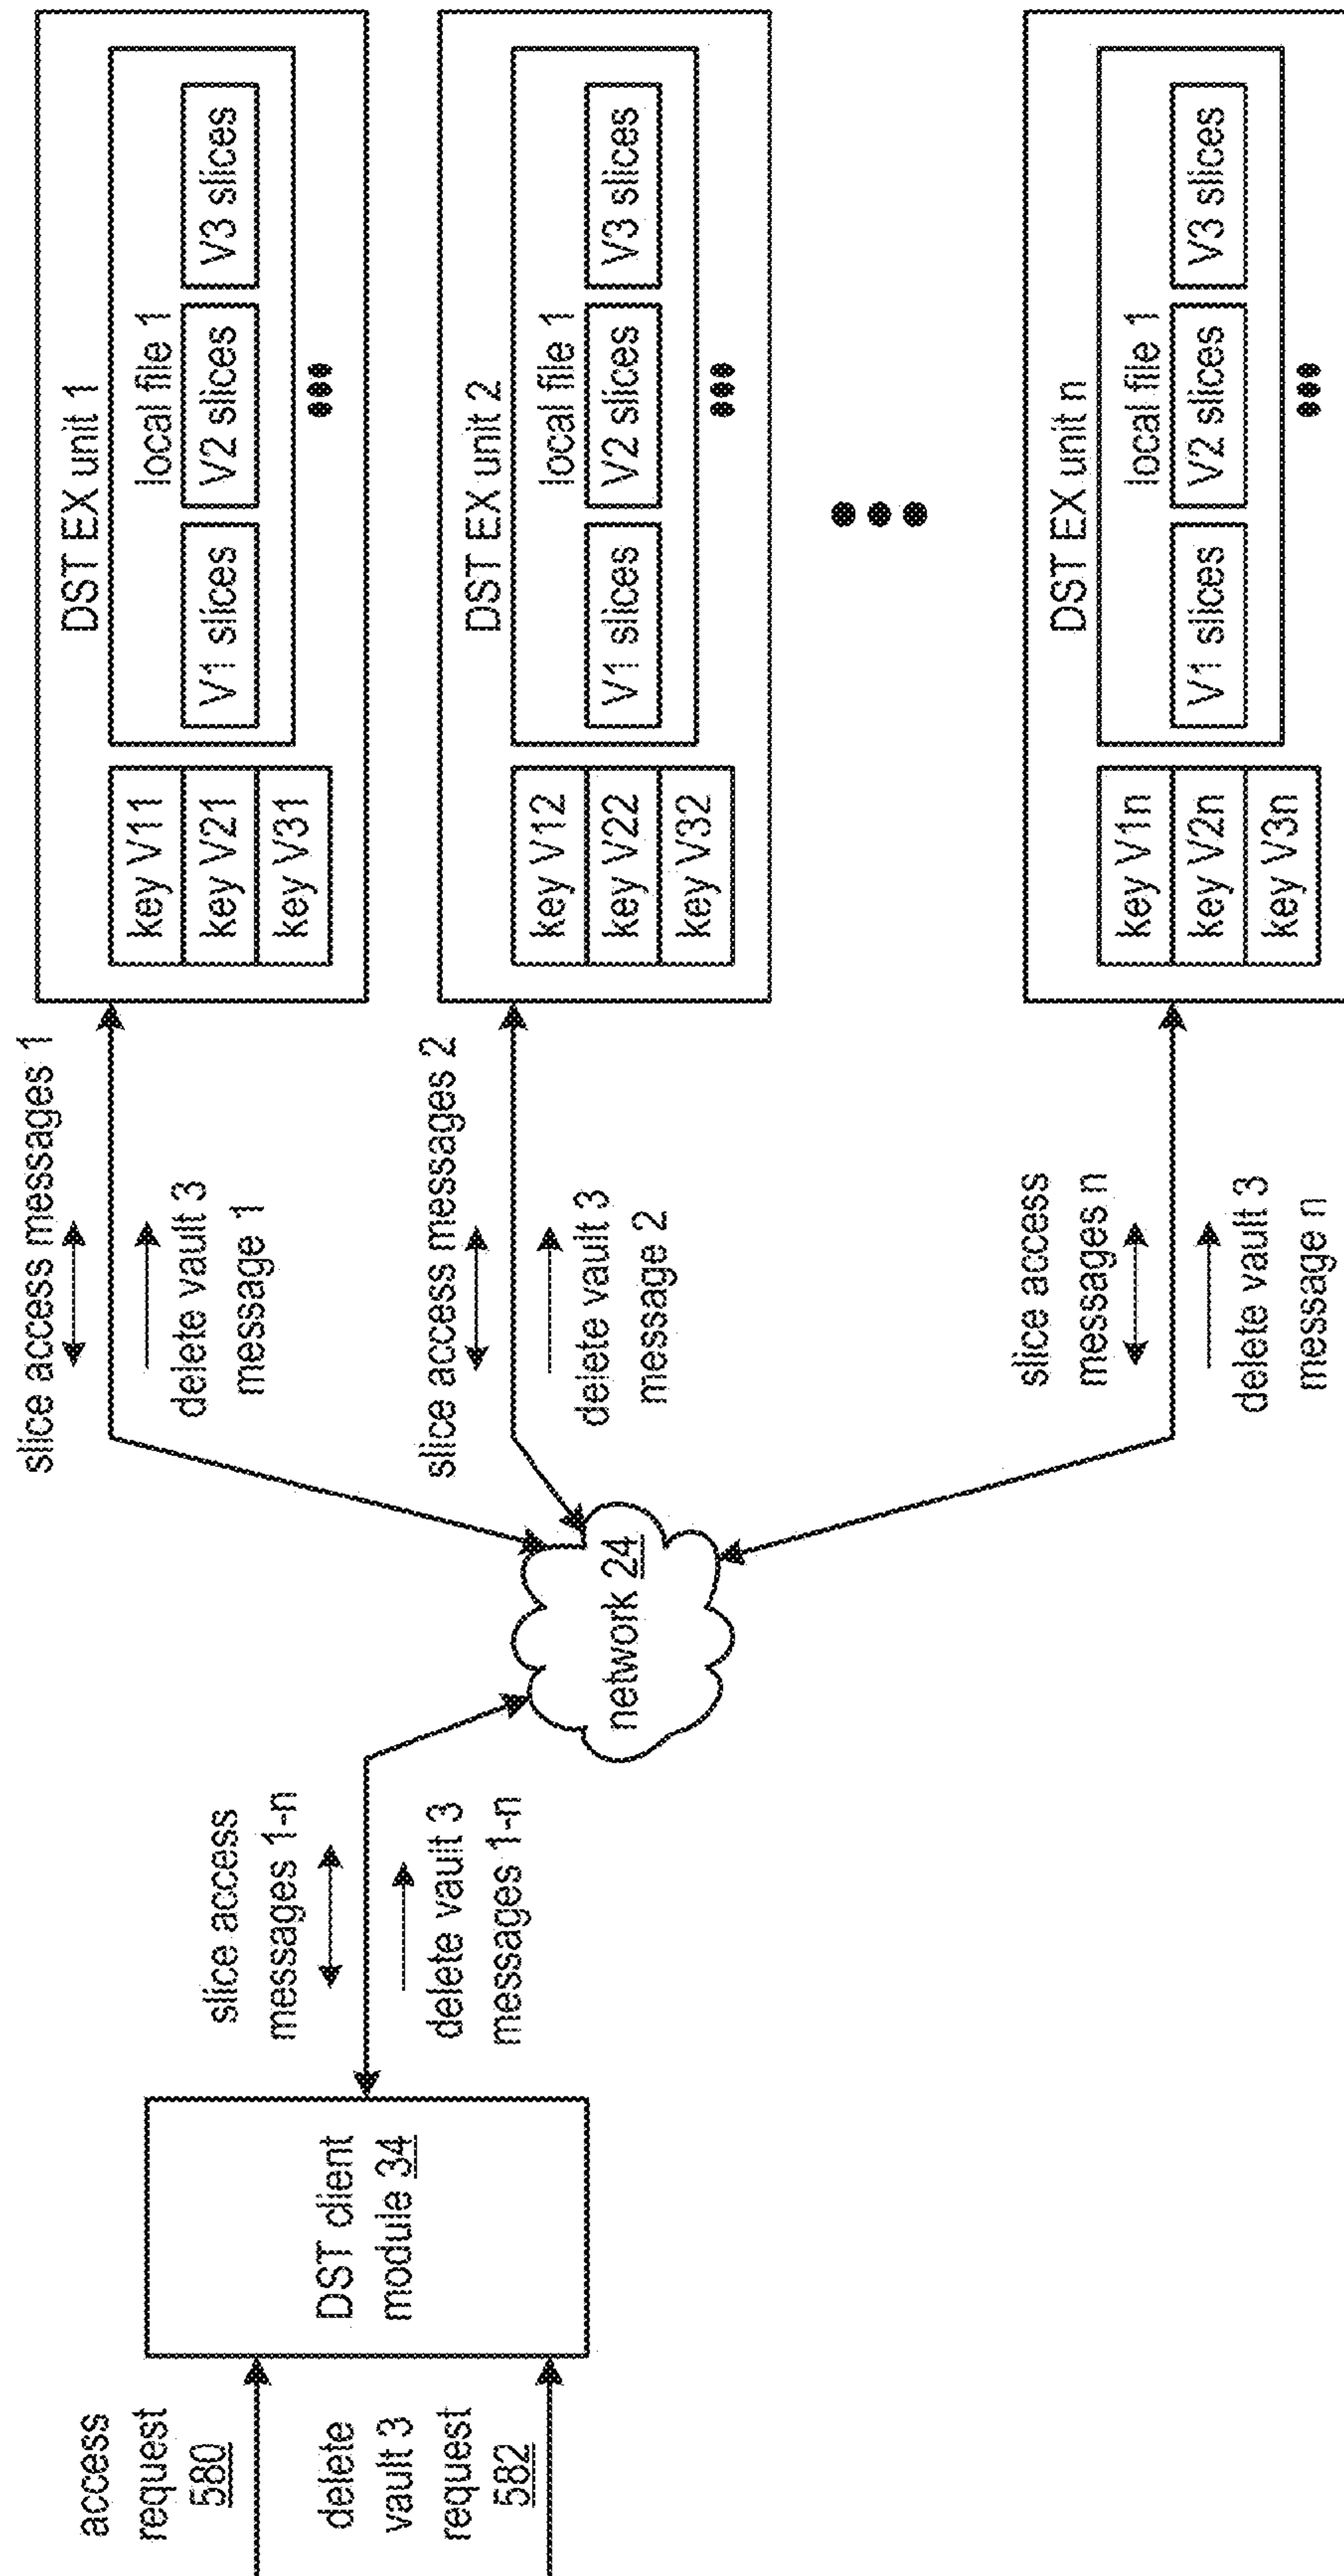 access
request
580
delete
vault 3
request
582
DST client
module 34
slice access
messages 1-n
delete vault 3
messages 1-n
network 24
slice access messages 1
delete vault 3
message 1
slice access messages 2
delete vault 3
message 2
slice access
messages n
delete vault 3
message n
DST EX unit 1
key V11
key V21
key V31
local file 1
V1 slices
V2 slices
V3 slices
DST EX unit 2
key V12
key V22
key V32
local file 1
V1 slices
V2 slices
V3 slices
DST EX unit n
key V1n
key V2n
key V3n
local file 1
V1 slices
V2 slices
V3 slices